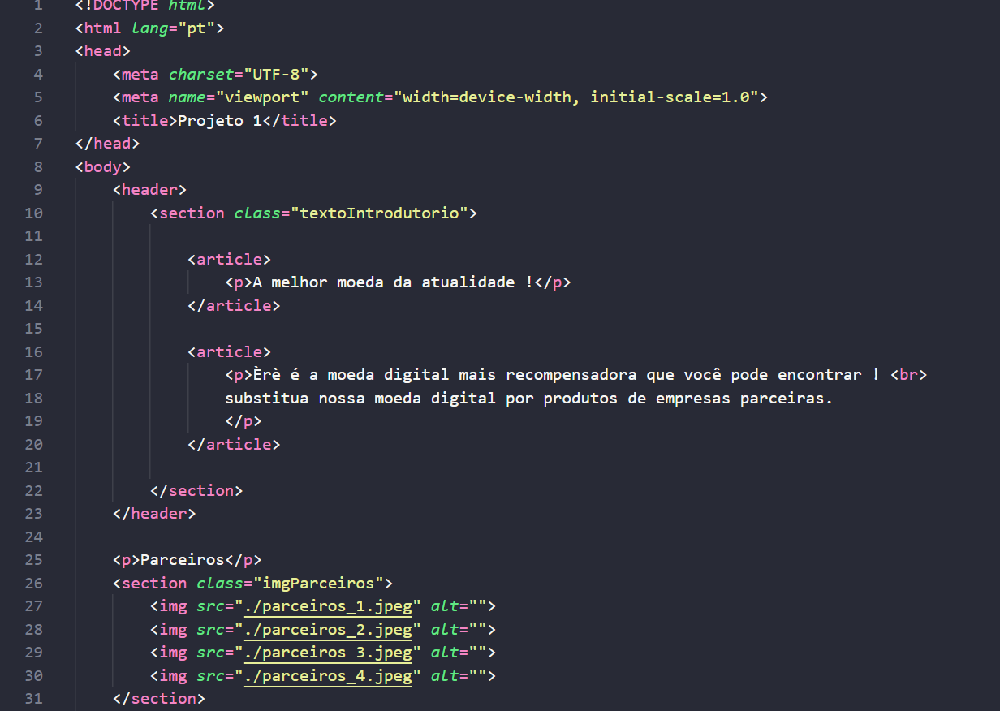 1 <!DOCTYPE html>
2 <html lang="pt">
3 <head>
4     <meta charset="UTF-8">
5     <meta name="viewport" content="width=device-width, initial-scale=1.0">
6     <title>Projeto 1</title>
7 </head>
8 <body>
9     <header>
10         <section class="textoIntrodutorio">
11
12             <article>
13                 <p>A melhor moeda da atualidade !</p>
14             </article>
15
16             <article>
17                 <p>Èrè é a moeda digital mais recompensadora que você pode encontrar ! <br>
18                 substitua nossa moeda digital por produtos de empresas parceiras.
19                 </p>
20             </article>
21
22         </section>
23     </header>
24
25     <p>Parceiros</p>
26     <section class="imgParceiros">
27         <img src="./parceiros_1.jpeg" alt="">
28         <img src="./parceiros_2.jpeg" alt="">
29         <img src="./parceiros 3.jpeg" alt="">
30         <img src="./parceiros_4.jpeg" alt="">
31     </section>